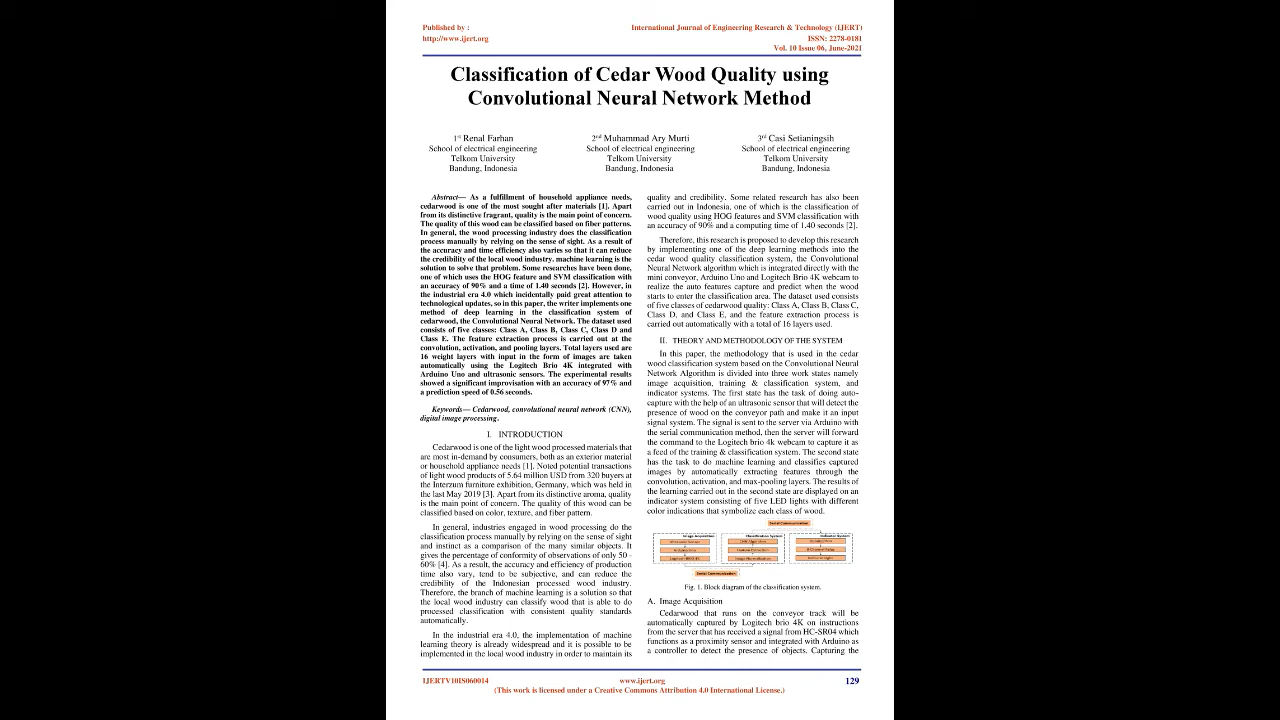 Published by :
http://www.ijert.org
International Journal of Engineering Research & Technology (IJERT)
ISSN: 2278-0181
Vol. 10 Issue 06, June-2021
Classification of Cedar Wood Quality using
Convolutional Neural Network Method
1st Renal Farhan
School of electrical engineering
Telkom University
Bandung, Indonesia
2nd Muhammad Ary Murti
School of electrical engineering
Telkom University
Bandung, Indonesia
3rd Casi Setianingsih
School of electrical engineering
Telkom University
Bandung, Indonesia
Abstract— As a fulfillment of household appliance needs,
cedarwood is one of the most sought after materials [1]. Apart
from its distinctive fragrant, quality is the main point of concern.
The quality of this wood can be classified based on fiber patterns.
In general, the wood processing industry does the classification
process manually by relying on the sense of sight. As a result of
the accuracy and time efficiency also varies so that it can reduce
the credibility of the local wood industry. machine learning is the
solution to solve that problem. Some researches have been done,
one of which uses the HOG feature and SVM classification with
an accuracy of 90% and a time of 1.40 seconds [2]. However, in
the industrial era 4.0 which incidentally paid great attention to
technological updates, so in this paper, the writer implements one
method of deep learning in the classification system of
cedarwood, the Convolutional Neural Network. The dataset used
consists of five classes: Class A, Class B, Class C, Class D and
Class E. The feature extraction process is carried out at the
convolution, activation, and pooling layers. Total layers used are
16 weight layers with input in the form of images are taken
automatically using the Logitech Brio 4K integrated with
Arduino Uno and ultrasonic sensors. The experimental results
showed a significant improvisation with an accuracy of 97% and
a prediction speed of 0.56 seconds.
Keywords— Cedarwood, convolutional neural network (CNN),
digital image processing.
I. INTRODUCTION
Cedarwood is one of the light wood processed materials that
are most in-demand by consumers, both as an exterior material
or household appliance needs [1]. Noted potential transactions
of light wood products of 5.64 million USD from 320 buyers at
the Interzum furniture exhibition, Germany, which was held in
the last May 2019 [3]. Apart from its distinctive aroma, quality
is the main point of concern. The quality of this wood can be
classified based on color, texture, and fiber pattern.
In general, industries engaged in wood processing do the
classification process manually by relying on the sense of sight
and instinct as a comparison of the many similar objects. It
gives the percentage of conformity of observations of only 50 -
60% [4]. As a result, the accuracy and efficiency of production
time also vary, tend to be subjective, and can reduce the
credibility of the Indonesian processed wood industry.
Therefore, the branch of machine learning is a solution so that
the local wood industry can classify wood that is able to do
processed classification with consistent quality standards
automatically.
In the industrial era 4.0, the implementation of machine
learning theory is already widespread and it is possible to be
implemented in the local wood industry in order to maintain its
quality and credibility. Some related research has also been
carried out in Indonesia, one of which is the classification of
wood quality using HOG features and SVM classification with
an accuracy of 90% and a computing time of 1.40 seconds [2].
Therefore, this research is proposed to develop this research
by implementing one of the deep learning methods into the
cedar wood quality classification system, the Convolutional
Neural Network algorithm which is integrated directly with the
mini conveyor, Arduino Uno and Logitech Brio 4K webcam to
realize the auto features capture and predict when the wood
starts to enter the classification area. The dataset used consists
of five classes of cedarwood quality: Class A, Class B, Class C,
Class D, and Class E, and the feature extraction process is
carried out automatically with a total of 16 layers used.
II. THEORY AND METHODOLOGY OF THE SYSTEM
In this paper, the methodology that is used in the cedar
wood classification system based on the Convolutional Neural
Network Algorithm is divided into three work states namely
image acquisition, training & classification system, and
indicator systems. The first state has the task of doing auto-
capture with the help of an ultrasonic sensor that will detect the
presence of wood on the conveyor path and make it an input
signal system. The signal is sent to the server via Arduino with
the serial communication method, then the server will forward
the command to the Logitech brio 4k webcam to capture it as
a feed of the training & classification system. The second state
has the task to do machine learning and classifies captured
images by automatically extracting features through the
convolution, activation, and max-pooling layers. The results of
the learning carried out in the second state are displayed on an
indicator system consisting of five LED lights with different
color indications that symbolize each class of wood.
Serial Communication
Image Acquisition
Classification System
Indicator System
Serial Communication
Fig. 1. Block diagram of the classification system.
A. Image Acquisition
Cedarwood that runs on the conveyor track will be
automatically captured by Logitech brio 4K on instructions
from the server that has received a signal from HC-SR04 which
functions as a proximity sensor and integrated with Arduino as
a controller to detect the presence of objects. Capturing the
IJERTV10IS060014
www.ijert.org
129
(This work is licensed under a Creative Commons Attribution 4.0 International License.)